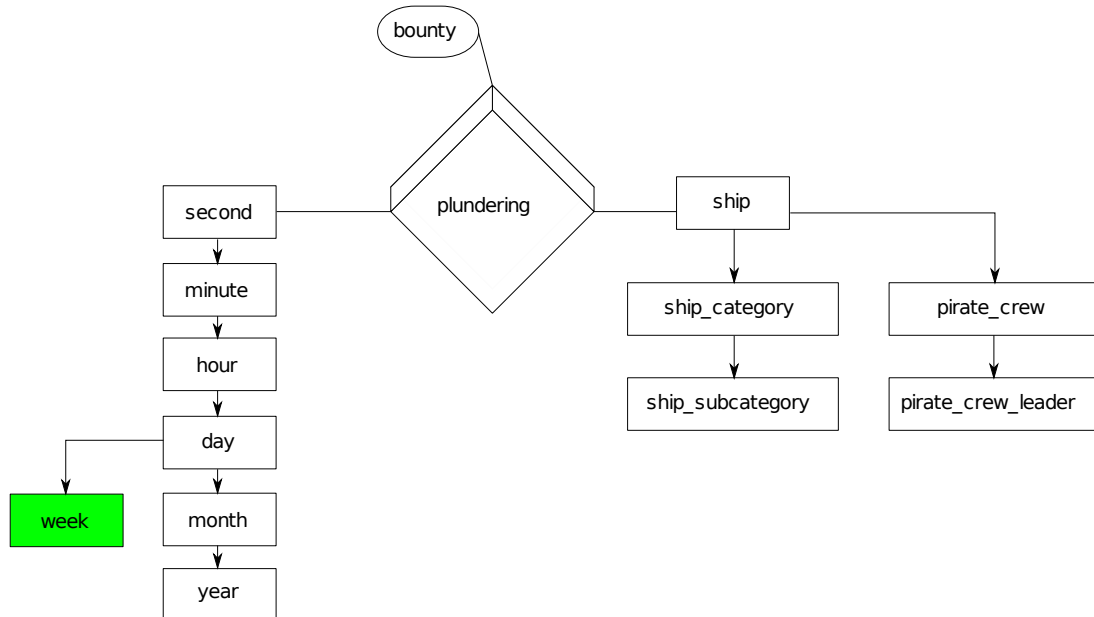 bounty
plundering
second
ship
minute
ship_category
pirate_crew
hour
ship_subcategory
pirate_crew_leader
day
week
month
year